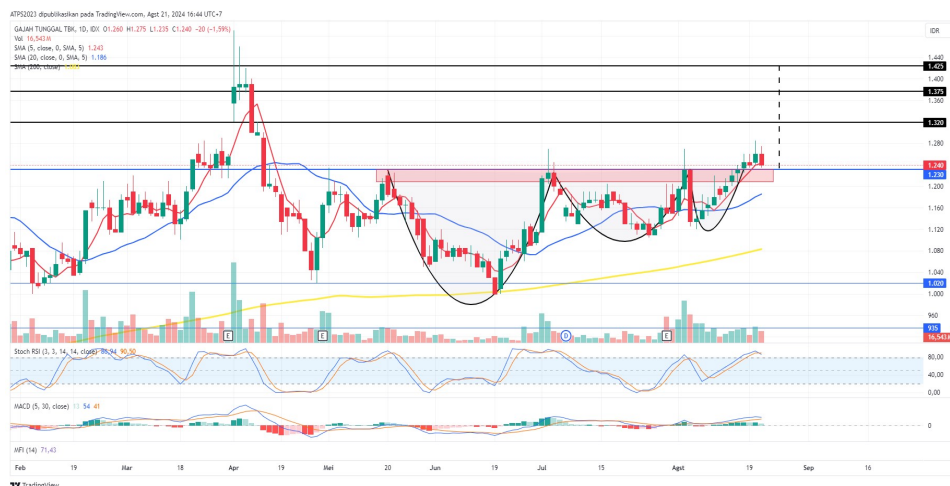 ATPS2023 dipublikasikan pada TradingView.com, Agst 21, 2024 16:44 UTC+7
GAJAH TUNGGAL TBK, 1D, IDX O1.260 H1.275 L1.235 C1.240 -20 (-1,59%)
IDR
Vol 16,543M
SMA (5, close, 0, SMA, 5) 1.243
SMA (20, close, 0, SMA, 5) 1.186
SMA (200, close)
1.440
1.425
1.375
1.320
1.280
1.240
1.230
1.200
1.160
1.120
1.080
1.040
1.020
1.000
960
935
16,543M
E
E
D
E
Stoch RSI (3, 3, 14, 14, close) 86,94 90,50
80,00
40,00
0,00
MACD (5, 30, close) 13 54 41
0
MFI (14) 71,43
Feb 19 Mar 18 Apr 19 Mei 20 Jun 19 Jul 15 Agst 19 Sep 16
TradingView